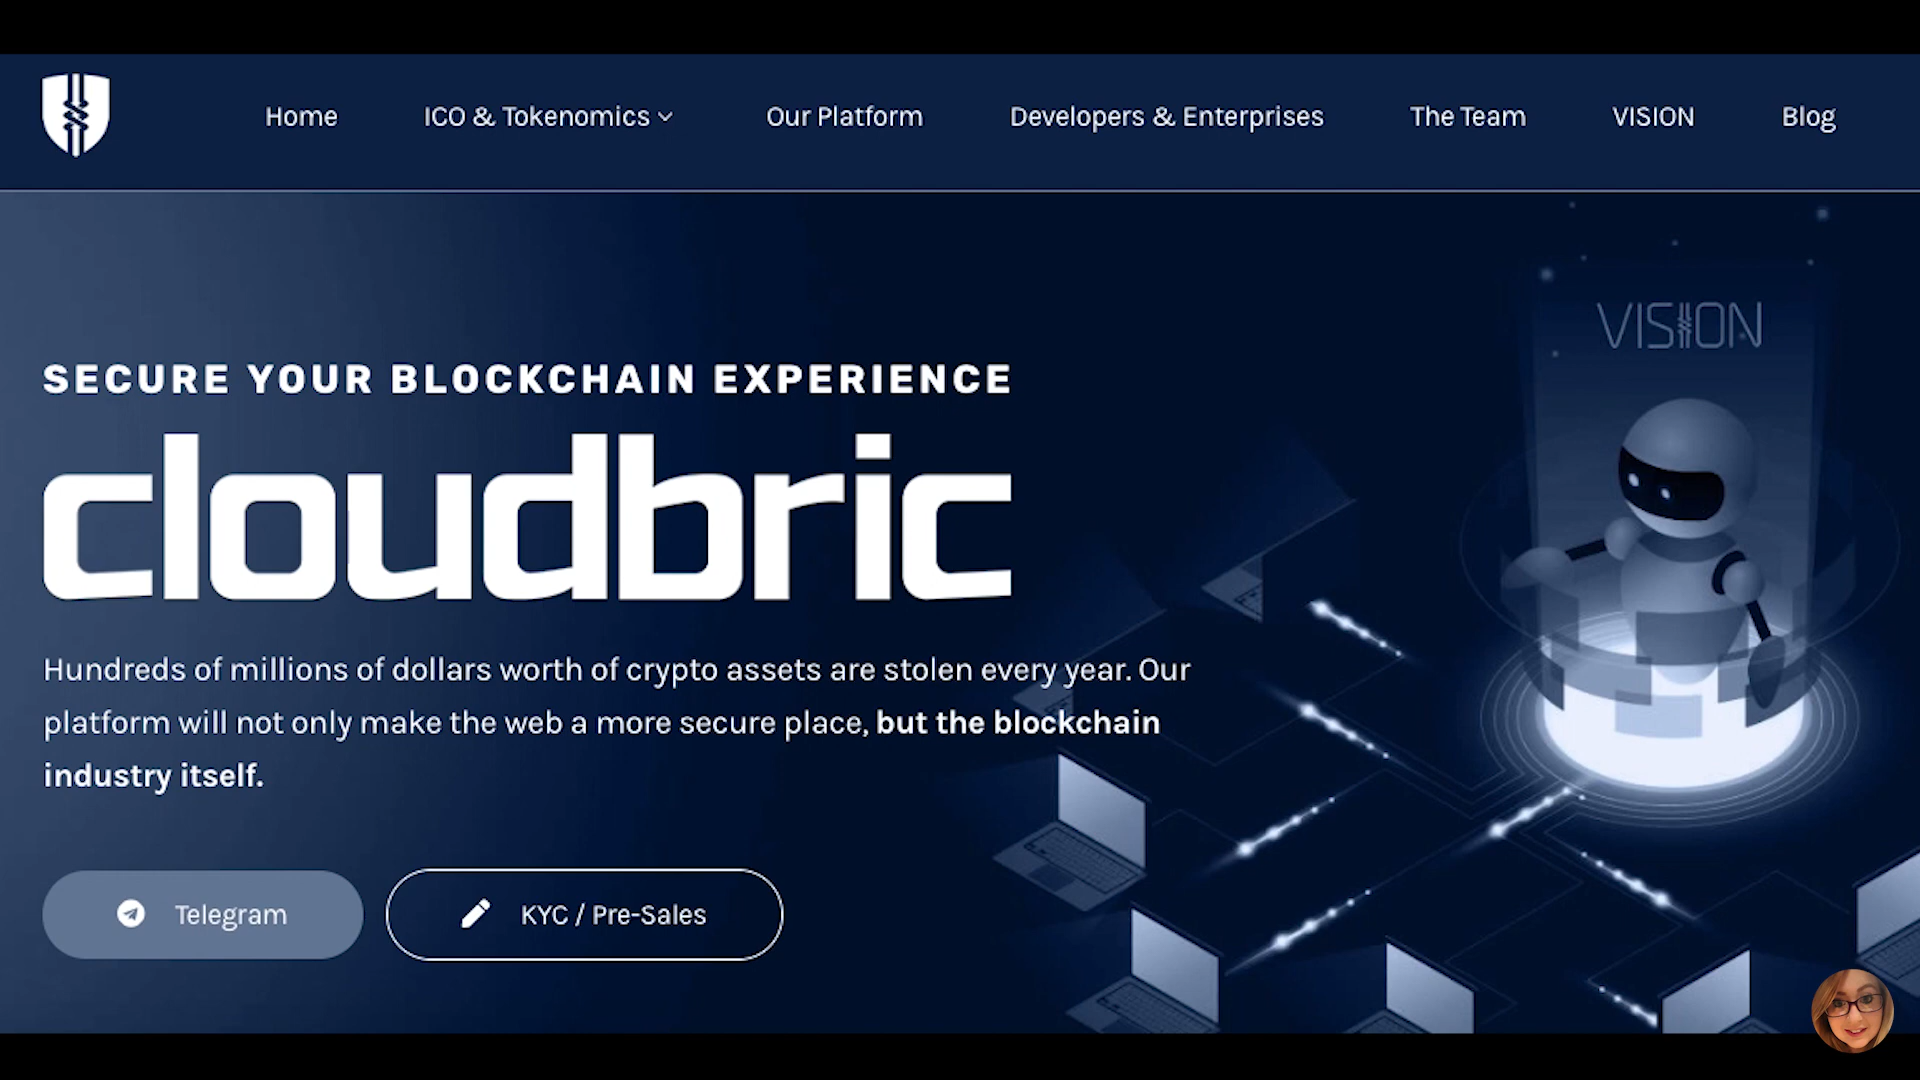 Home ICO & Tokenomics Our Platform Developers & Enterprises The Team VISION Blog
VISION
SECURE YOUR BLOCKCHAIN EXPERIENCE
cloudbric
Hundreds of millions of dollars worth of crypto assets are stolen every year. Our
platform will not only make the web a more secure place, but the blockchain
industry itself.
Telegram KYC / Pre-Sales